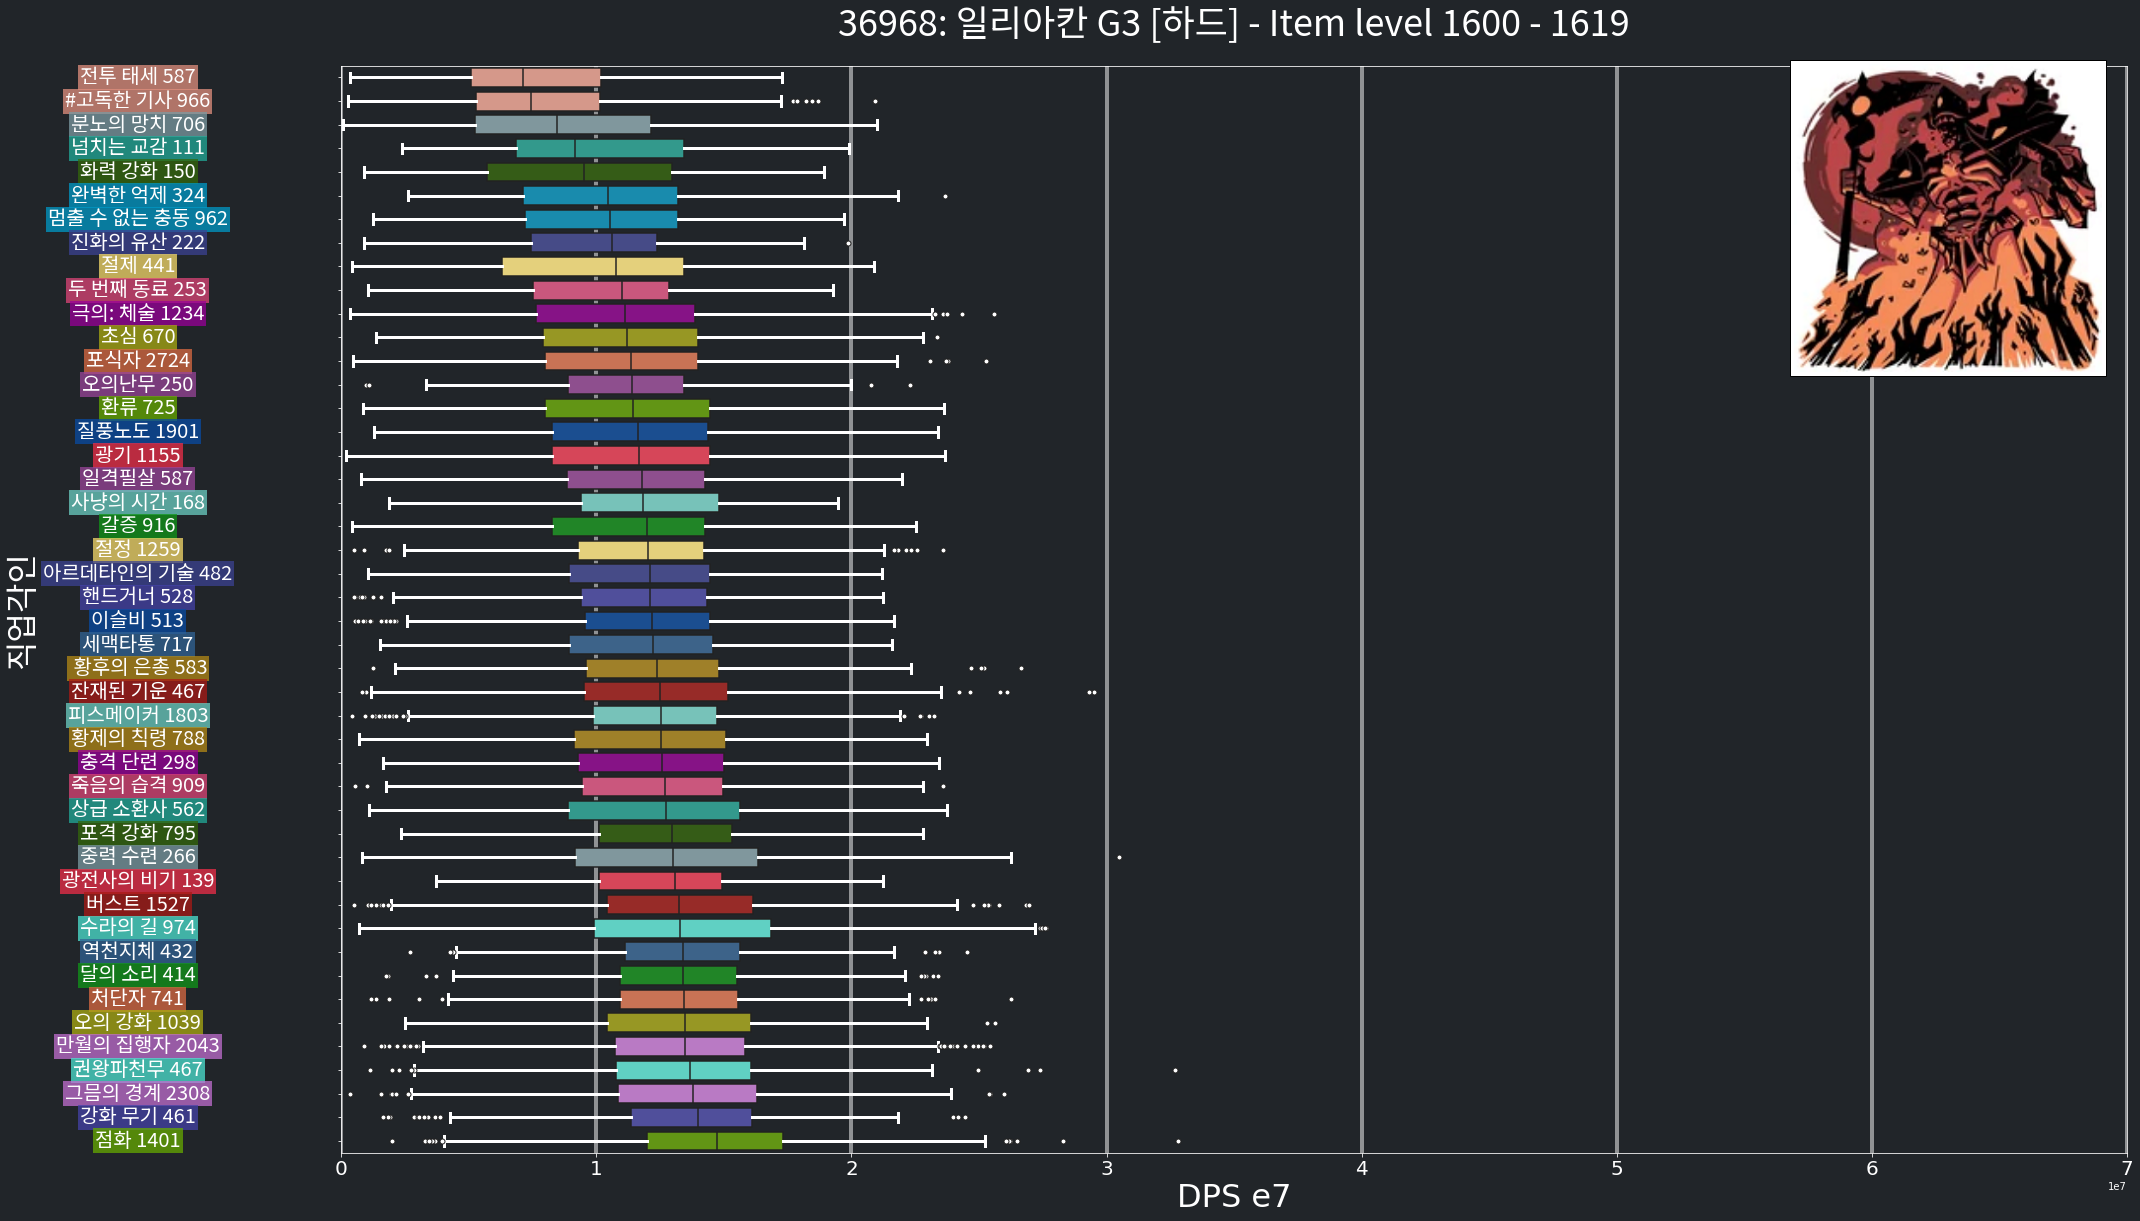 36968: 일리아칸 G3 [하드] - Item level 1600 - 1619
직업각인
전투 태세 587
#고독한 기사 966
분노의 망치 706
넘치는 교감 111
화력 강화 150
완벽한 억제 324
멈출 수 없는 충동 962
진화의 유산 222
절제 441
두 번째 동료 253
극의: 체술 1234
초심 670
포식자 2724
오의난무 250
환류 725
질풍노도 1901
광기 1155
일격필살 587
사냥의 시간 168
갈증 916
절정 1259
아르데타인의 기술 482
핸드거너 528
이슬비 513
세맥타통 717
황후의 은총 583
잔재된 기운 467
피스메이커 1803
황제의 칙령 788
충격 단련 298
죽음의 습격 909
상급 소환사 562
포격 강화 795
중력 수련 266
광전사의 비기 139
버스트 1527
수라의 길 974
역천지체 432
달의 소리 414
처단자 741
오의 강화 1039
만월의 집행자 2043
권왕파천무 467
그믐의 경계 2308
강화 무기 461
점화 1401
0 1 2 3 4 5 6 7
1e7
DPS e7